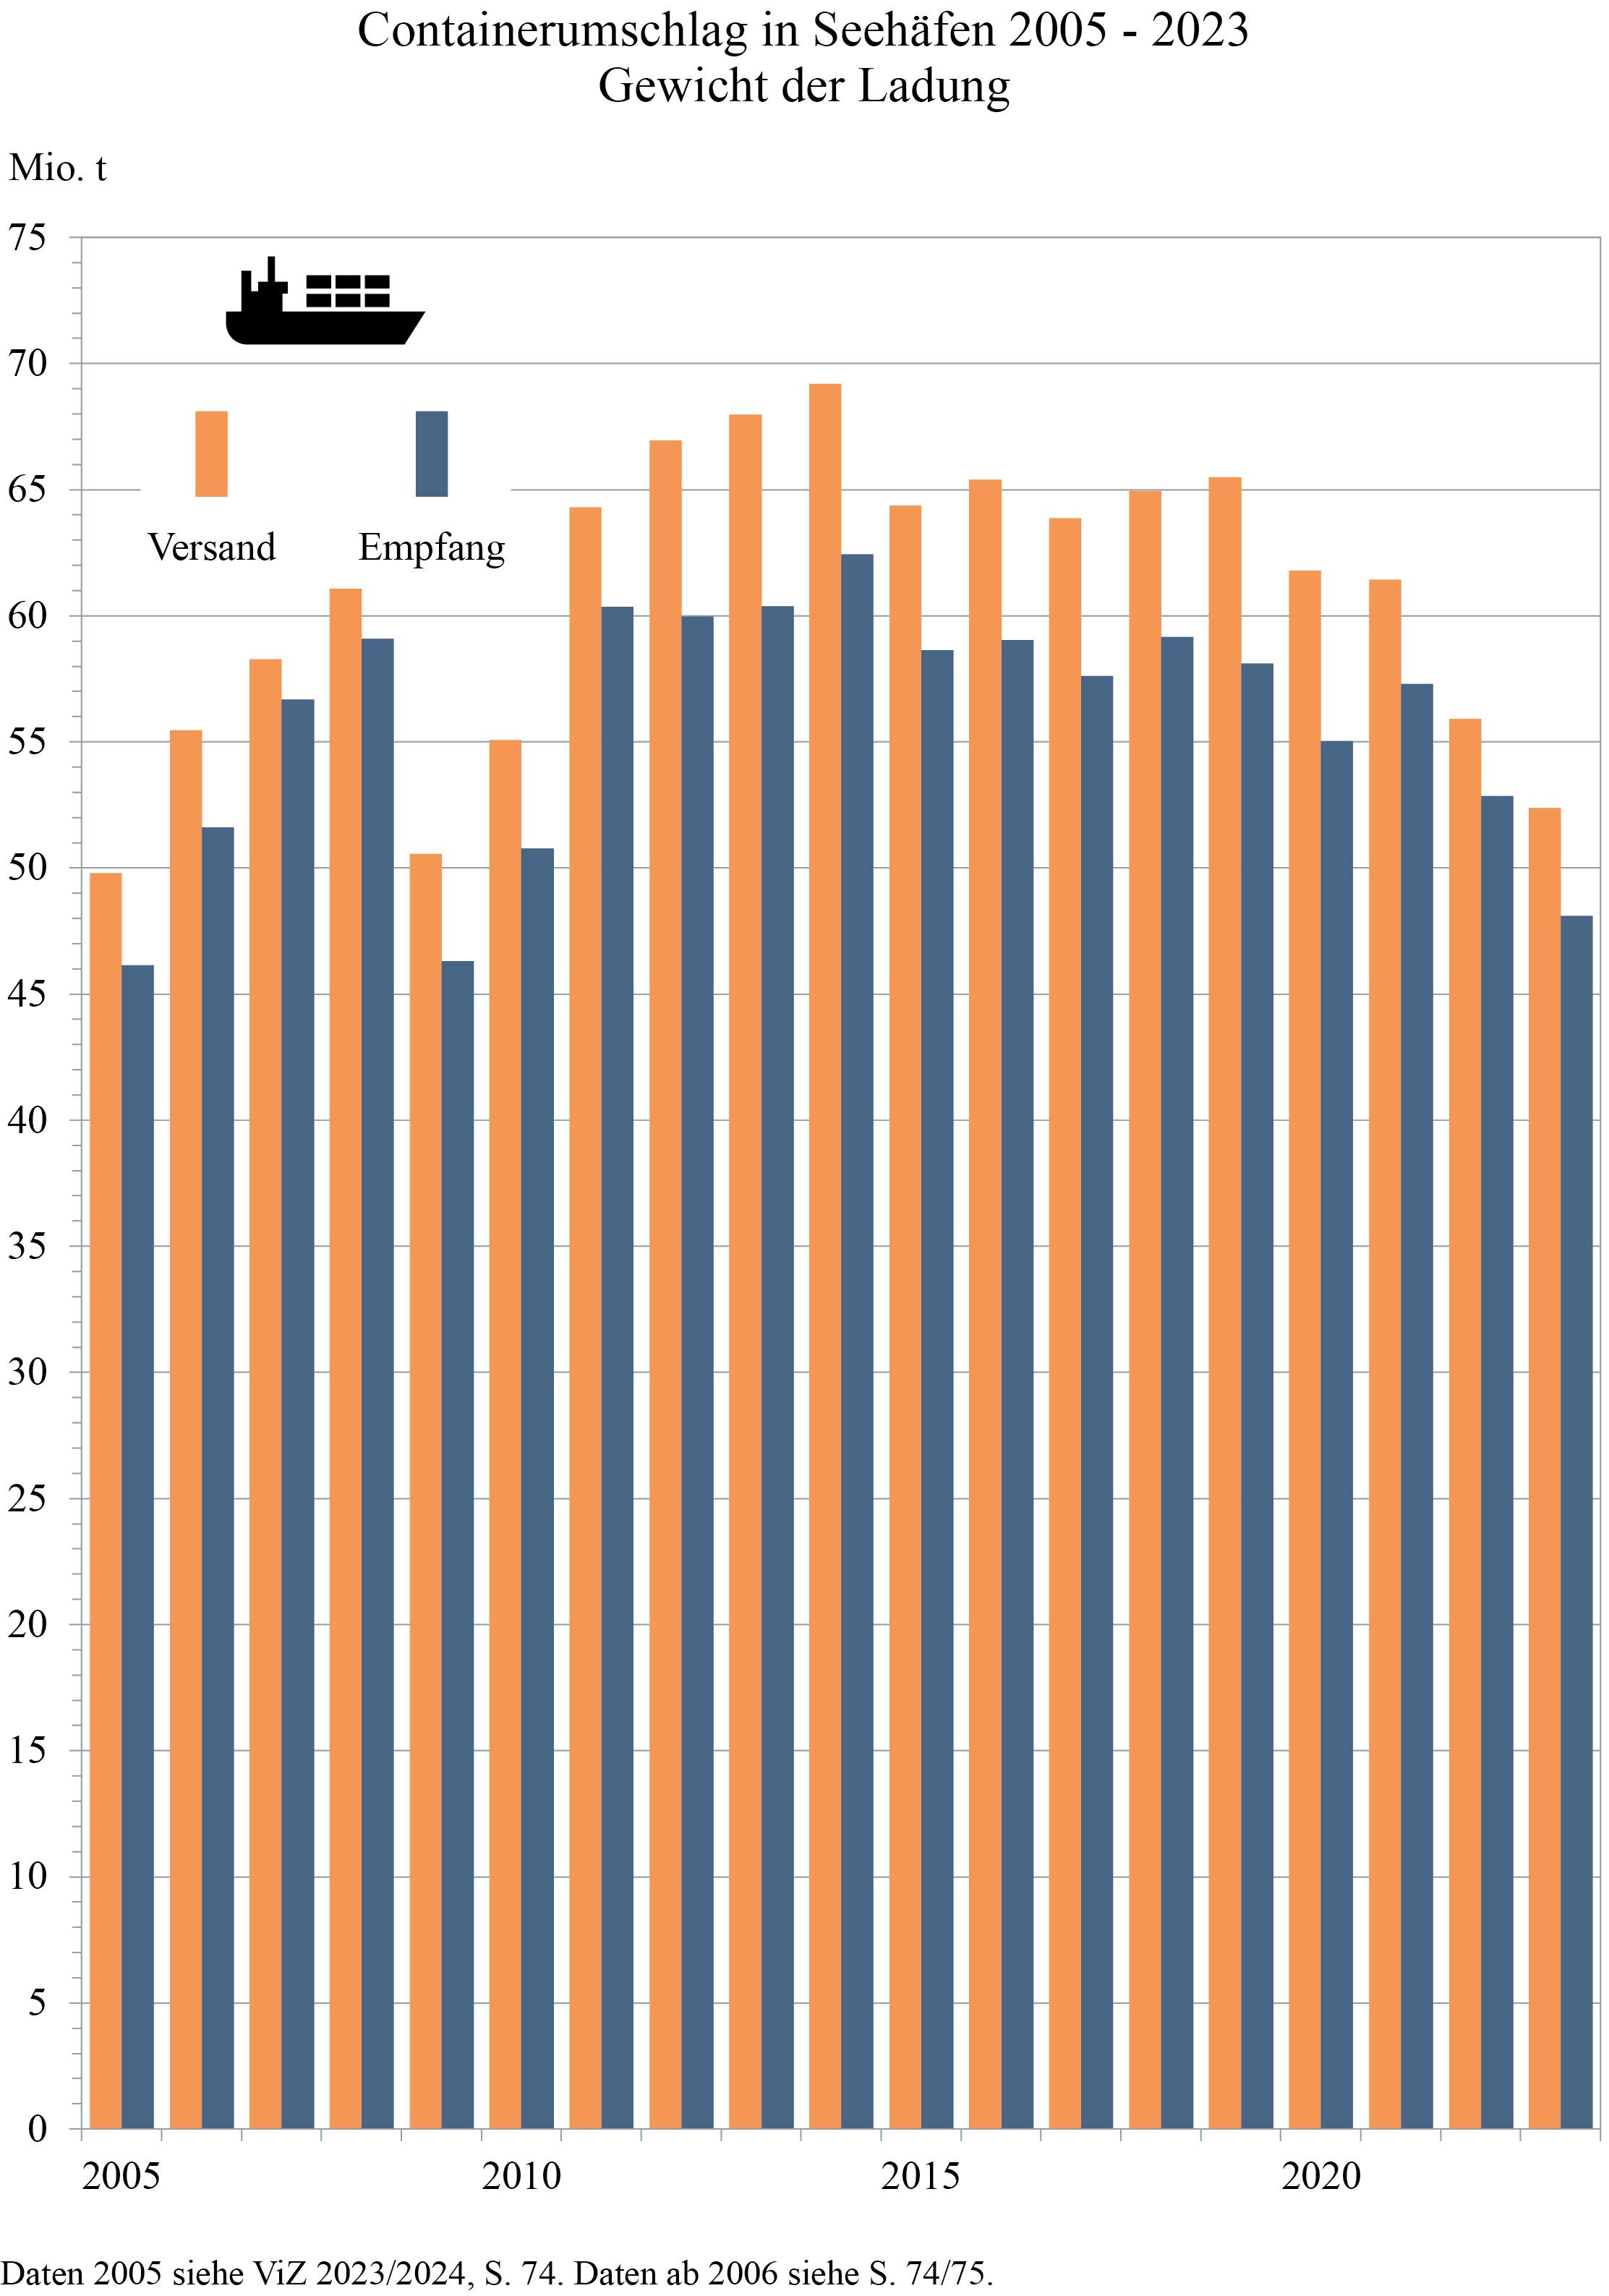 Containerumschlag in Seehäfen 2005 - 2023
Gewicht der Ladung
Mio. t
75
70
65
Versand Empfang
60
55
50
45
40
35
30
25
20
15
10
5
0
2005 2010 2015 2020
Daten 2005 siehe ViZ 2023/2024, S. 74. Daten ab 2006 siehe S. 74/75.